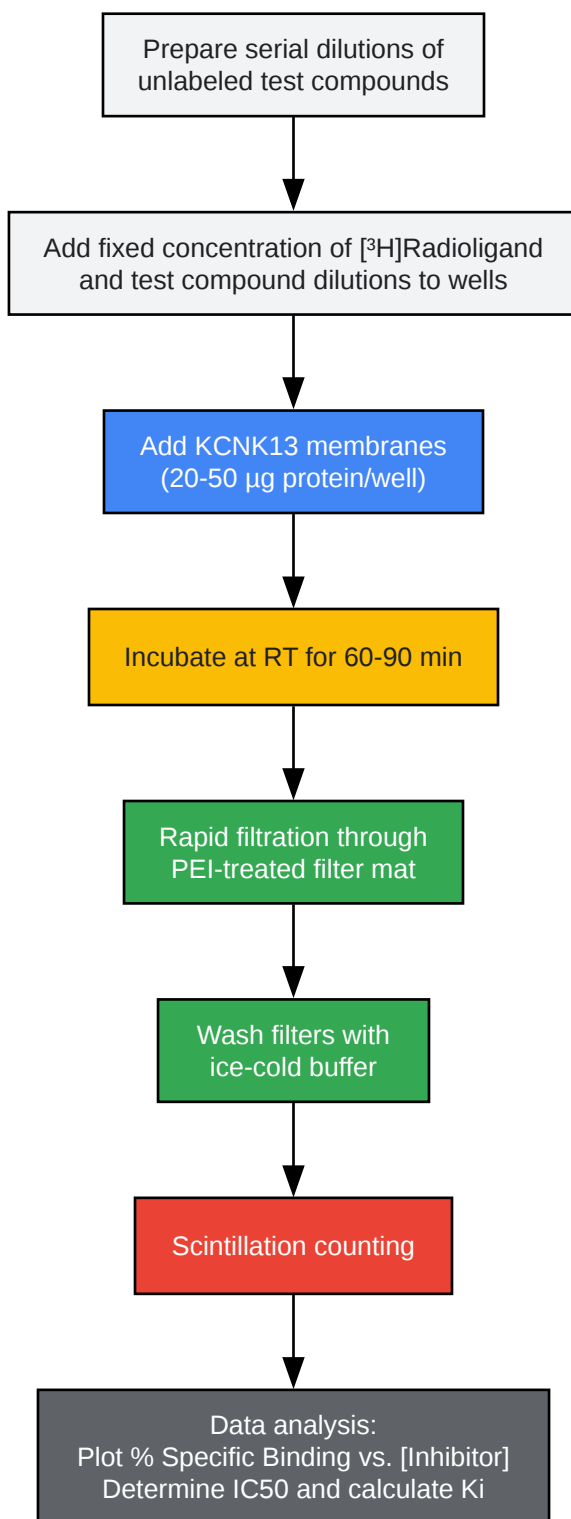 Prepare serial dilutions of
unlabeled test compounds
Add fixed concentration of [³H]Radioligand
and test compound dilutions to wells
Add KCNK13 membranes
(20-50 µg protein/well)
Incubate at RT for 60-90 min
Rapid filtration through
PEI-treated filter mat
Wash filters with
ice-cold buffer
Scintillation counting
Data analysis:
Plot % Specific Binding vs. [Inhibitor]
Determine IC50 and calculate Ki